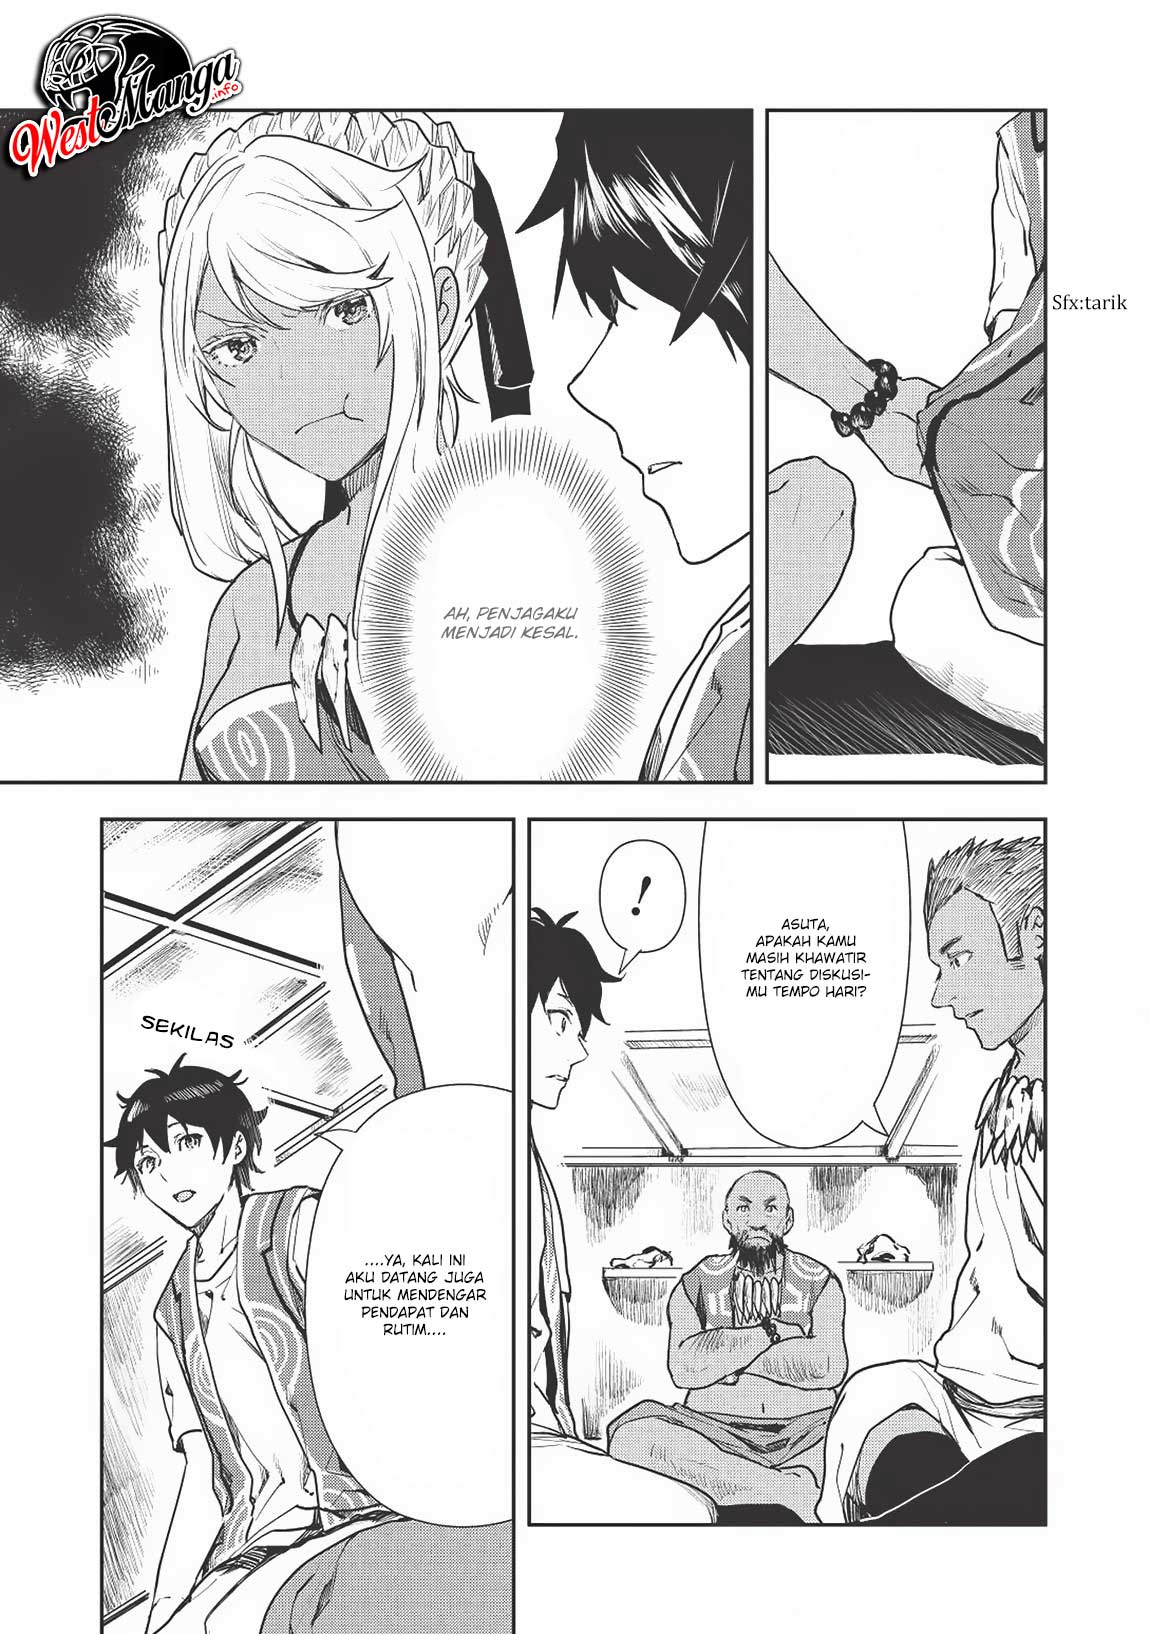 WestManga
.info
Sfx:tarik
AH, PENJAGAKU
MENJADI KESAL.
!
ASUTA,
APAKAH KAMU
MASIH KHAWATIR
TENTANG DISKUSI-
MU TEMPO HARI?
SEKILAS
....YA, KALI INI
AKU DATANG JUGA
UNTUK MENDENGAR
PENDAPAT DAN
RUTIM....